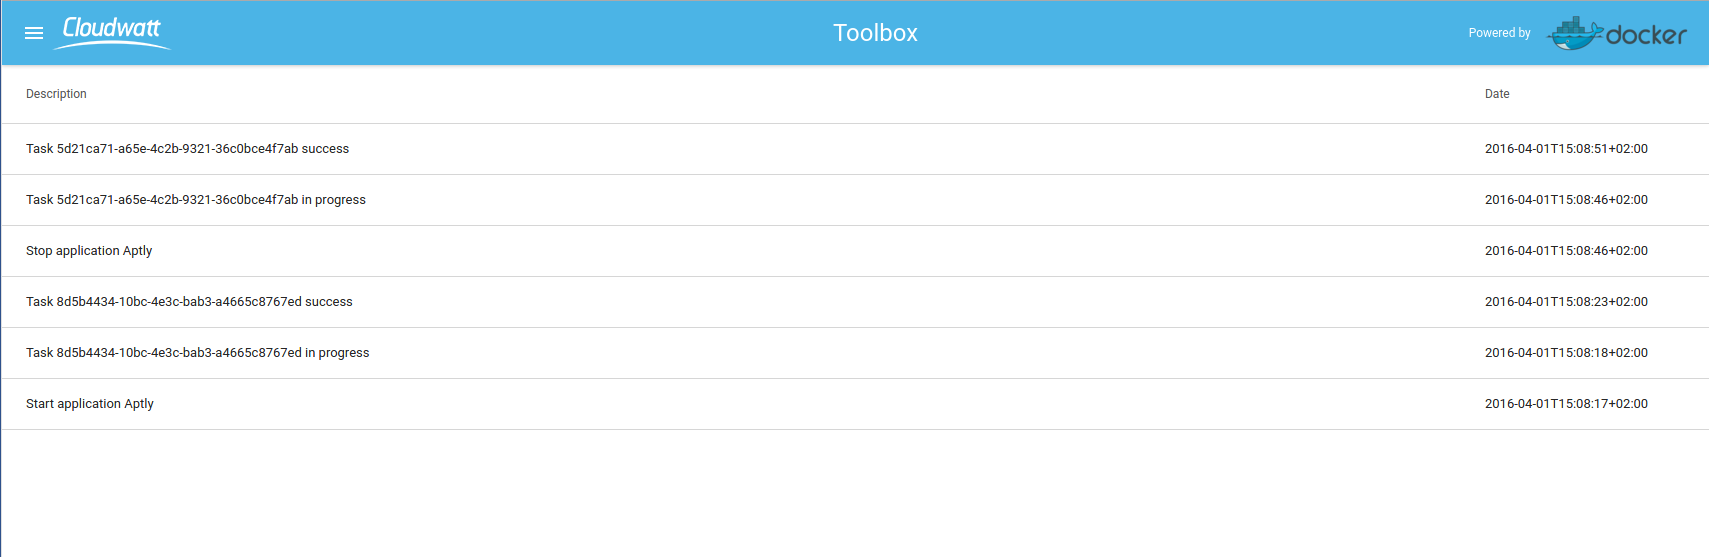 Cloudwatt
Toolbox
Powered by docker
Description Date
Task 5d21ca71-a65e-4c2b-9321-36c0bce4f7ab success 2016-04-01T15:08:51+02:00
Task 5d21ca71-a65e-4c2b-9321-36c0bce4f7ab in progress 2016-04-01T15:08:46+02:00
Stop application Aptly 2016-04-01T15:08:46+02:00
Task 8d5b4434-10bc-4e3c-bab3-a4665c8767ed success 2016-04-01T15:08:23+02:00
Task 8d5b4434-10bc-4e3c-bab3-a4665c8767ed in progress 2016-04-01T15:08:18+02:00
Start application Aptly 2016-04-01T15:08:17+02:00